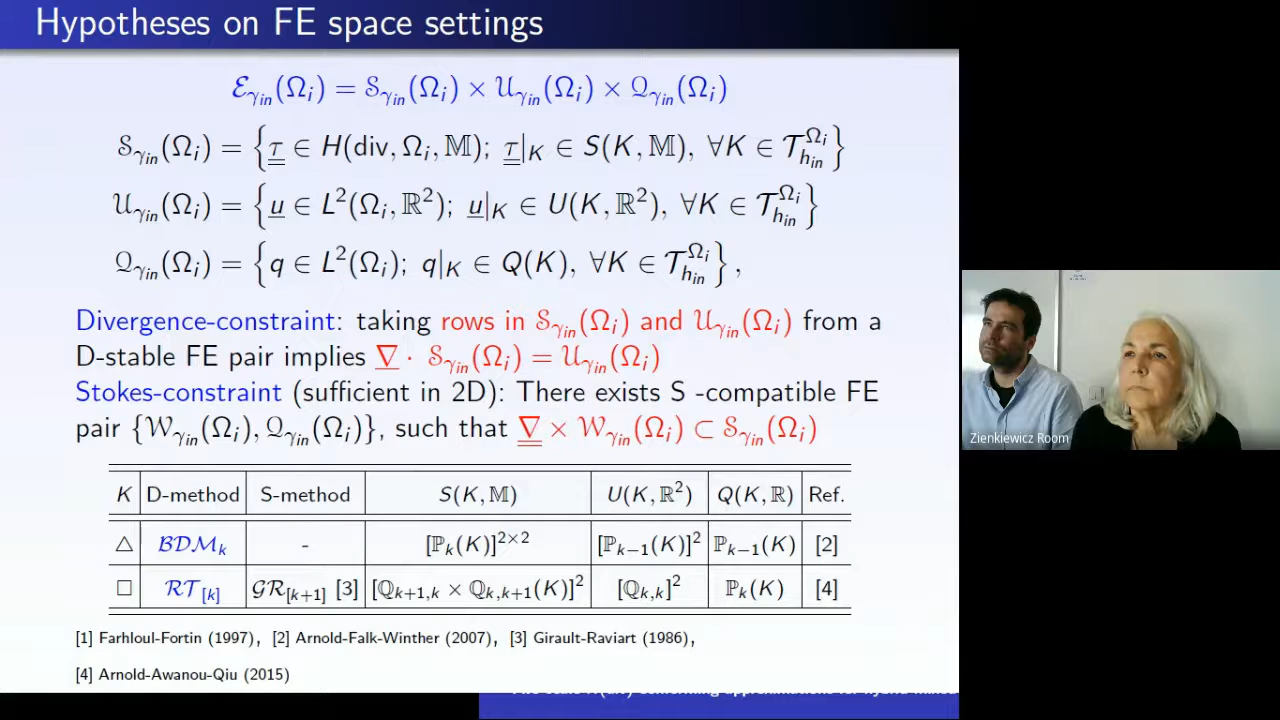 Hypotheses on FE space settings
ℰ_{γ_in}(Ω_i) = 𝒮_{γ_in}(Ω_i) × 𝒰_{γ_in}(Ω_i) × 𝒬_{γ_in}(Ω_i)
𝒮_{γ_in}(Ω_i) = {τ ∈ H(div, Ω_i, 𝕄); τ|_K ∈ S(K, 𝕄), ∀K ∈ 𝒯_{h_in}^{Ω_i}}
𝒰_{γ_in}(Ω_i) = {u ∈ L²(Ω_i, ℝ²); u|_K ∈ U(K, ℝ²), ∀K ∈ 𝒯_{h_in}^{Ω_i}}
𝒬_{γ_in}(Ω_i) = {q ∈ L²(Ω_i); q|_K ∈ Q(K), ∀K ∈ 𝒯_{h_in}^{Ω_i}},
Divergence-constraint: taking rows in 𝒮_{γ_in}(Ω_i) and 𝒰_{γ_in}(Ω_i) from a
D-stable FE pair implies ∇ · 𝒮_{γ_in}(Ω_i) = 𝒰_{γ_in}(Ω_i)
Stokes-constraint (sufficient in 2D): There exists S -compatible FE
pair {𝒲_{γ_in}(Ω_i), 𝒬_{γ_in}(Ω_i)}, such that ∇ × 𝒲_{γ_in}(Ω_i) ⊂ 𝒮_{γ_in}(Ω_i)
K D-method S-method S(K, 𝕄) U(K, ℝ²) Q(K, ℝ) Ref.
△ ℬ𝒟ℳ_k - [ℙ_k(K)]^{2×2} [ℙ_{k−1}(K)]² ℙ_{k−1}(K) [2]
□ ℛ𝒯_{[k]} 𝒢ℛ_{[k+1]} [3] [ℚ_{k+1,k} × ℚ_{k,k+1}(K)]² [ℚ_{k,k}]² ℙ_k(K) [4]
[1] Farhloul-Fortin (1997), [2] Arnold-Falk-Winther (2007), [3] Girault-Raviart (1986),
[4] Arnold-Awanou-Qiu (2015)
Zienkiewicz Room